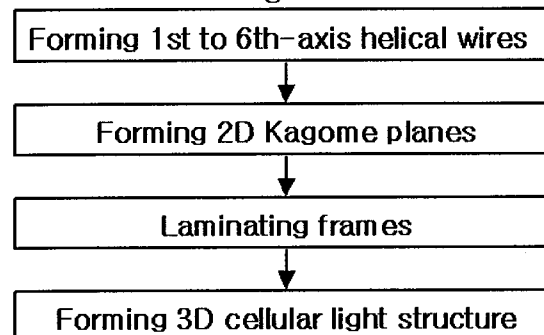 Forming 1st to 6th-axis helical wires
Forming 2D Kagome planes
Laminating frames
Forming 3D cellular light structure